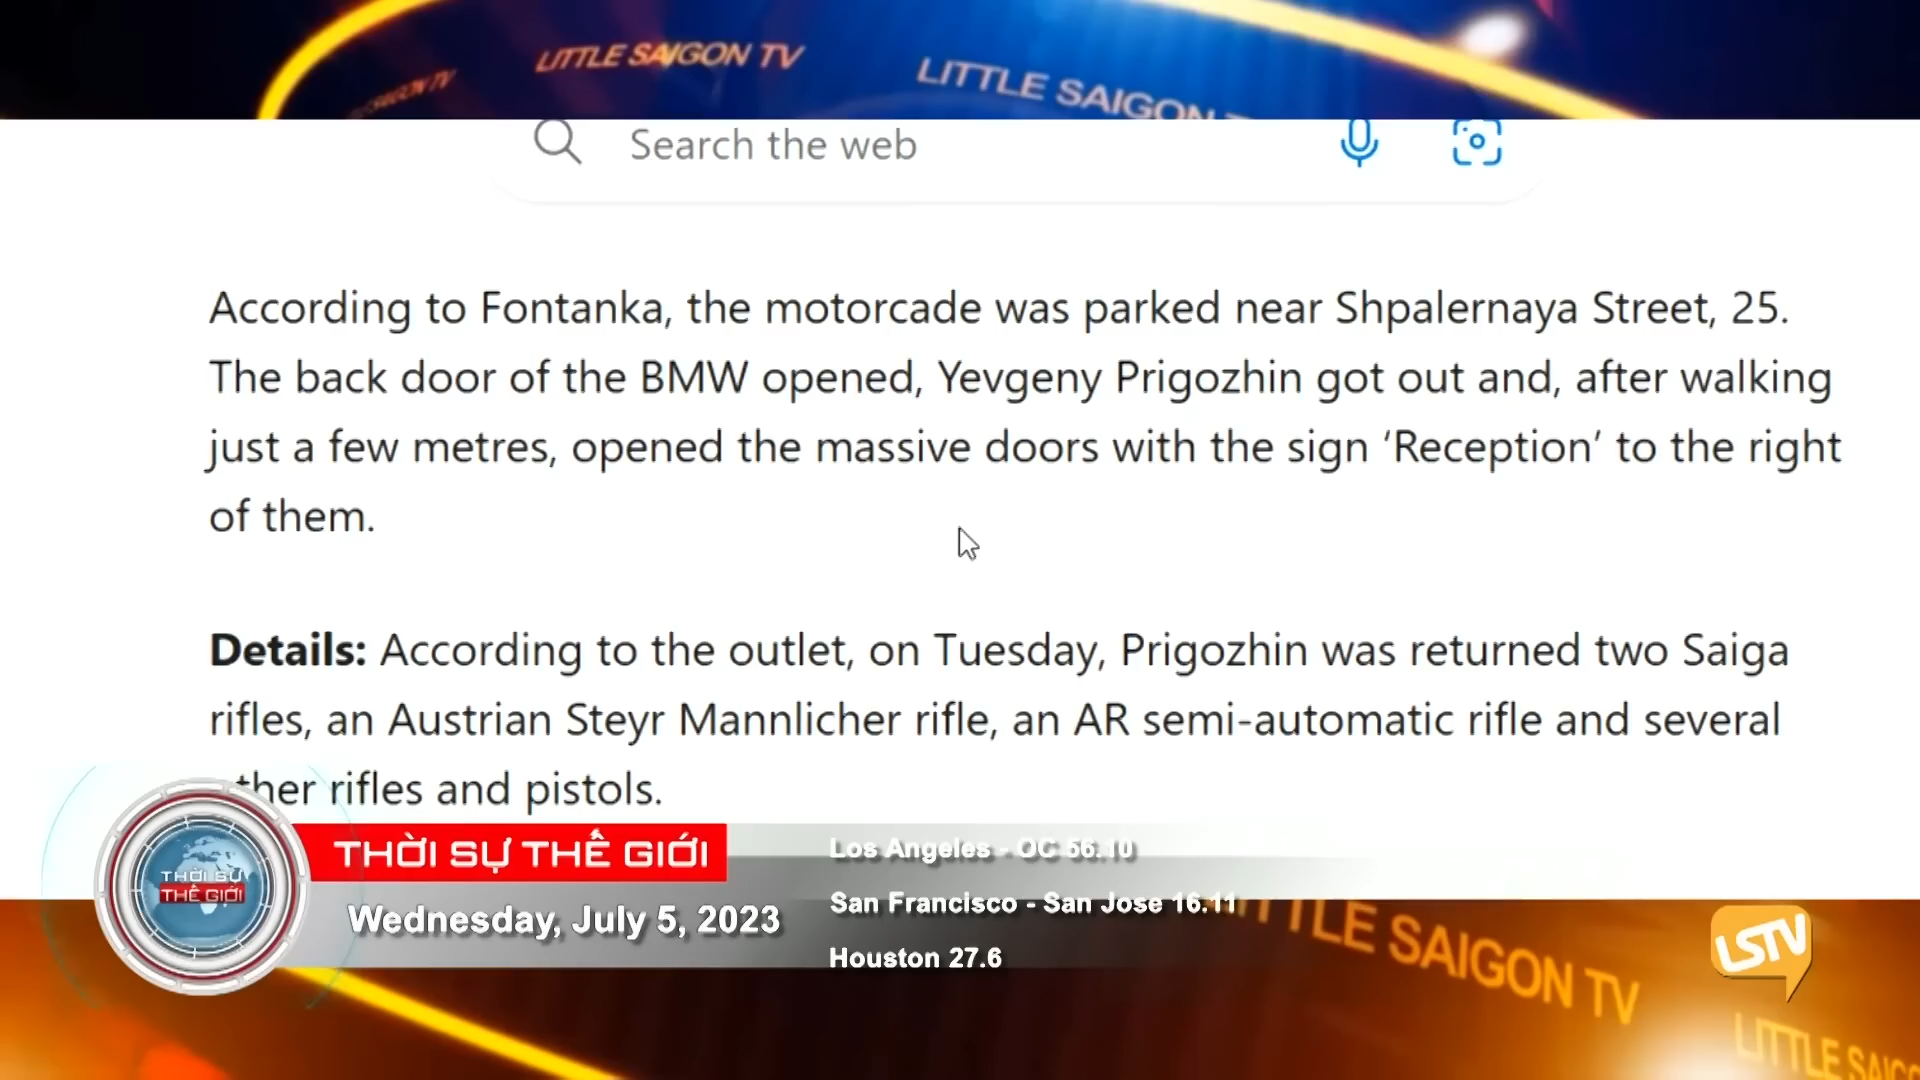 LITTLE SAIGON TV
LITTLE SAIGON T
SAIGON TV
Search the web
According to Fontanka, the motorcade was parked near Shpalernaya Street, 25.
The back door of the BMW opened, Yevgeny Prigozhin got out and, after walking
just a few metres, opened the massive doors with the sign ‘Reception’ to the right
of them.
Details: According to the outlet, on Tuesday, Prigozhin was returned two Saiga
rifles, an Austrian Steyr Mannlicher rifle, an AR semi-automatic rifle and several
ther rifles and pistols.
THỜI SỰ THẾ GIỚI
THỜI SỰ
THẾ GIỚI
Wednesday, July 5, 2023
Los Angeles - OC 56.10
San Francisco - San Jose 16.11
Houston 27.6
TTLE SAIGON TV
LSTV
LITTLE SAIGO